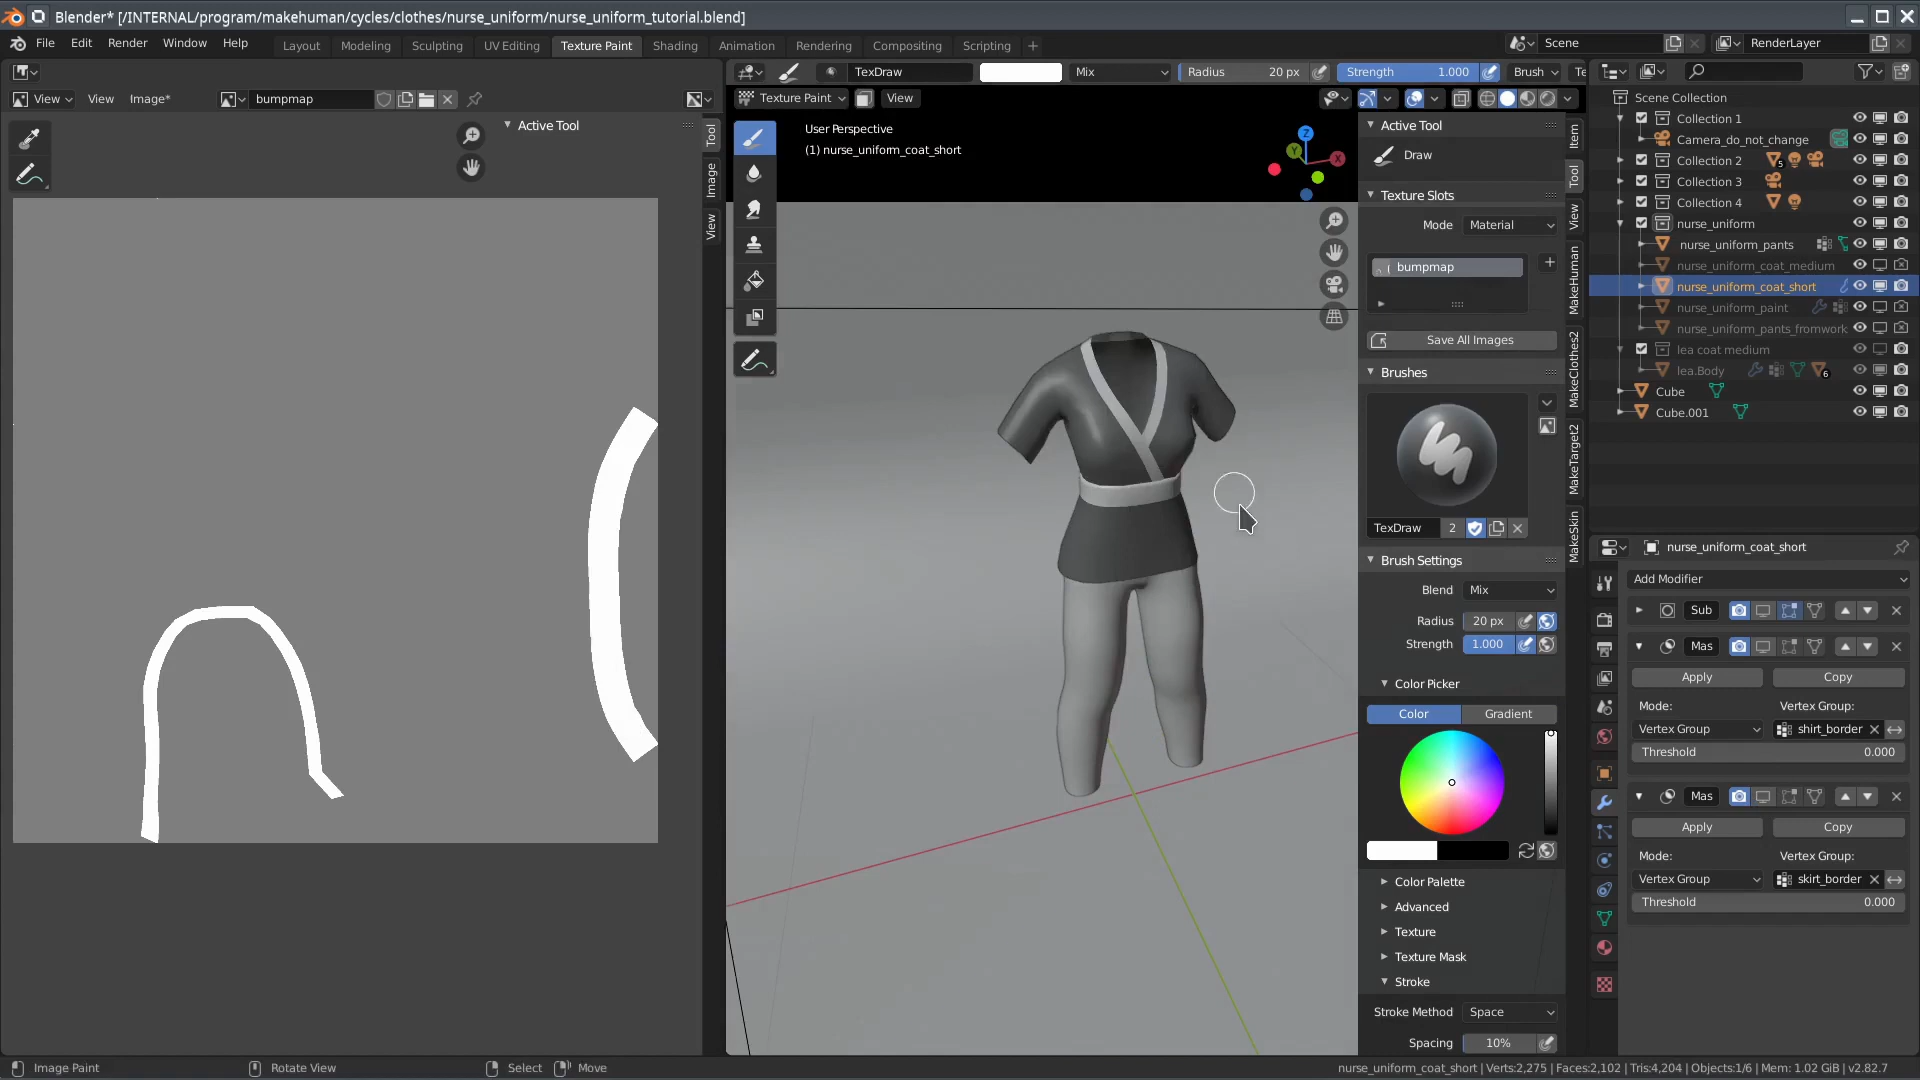 Blender* [/INTERNAL/program/makehuman/cycles/clothes/nurse_uniform/nurse_uniform_tutorial.blend]
File Edit Render Window Help Layout Modeling Sculpting UV Editing Texture Paint Shading Animation Rendering Compositing Scripting + Scene RenderLayer
TexDraw Mix Radius 20 px Strength 1.000 Brush Te
View View Image* bumpmap Texture Paint View
Active Tool
Tool
Image
View
User Perspective
(1) nurse_uniform_coat_short
Z
Y
X
Active Tool
Draw
Texture Slots
Mode Material
bumpmap
Save All Images
Brushes
TexDraw 2
Brush Settings
Blend Mix
Radius 20 px
Strength 1.000
Color Picker
Color Gradient
Color Palette
Advanced
Texture
Texture Mask
Stroke
Stroke Method Space
Spacing 10%
Item
Tool
View
MakeHuman
MakeClothes2
MakeTarget2
MakeSkin
Scene Collection
Collection 1
Camera_do_not_change
Collection 2 5
Collection 3
Collection 4
nurse_uniform
nurse_uniform_pants
nurse_uniform_coat_medium
nurse_uniform_coat_short
nurse_uniform_paint
nurse_uniform_pants_fromwork
lea coat medium
lea.Body 6
Cube
Cube.001
nurse_uniform_coat_short
Add Modifier
Sub
Mas
Apply Copy
Mode: Vertex Group:
Vertex Group shirt_border
Threshold 0.000
Mas
Apply Copy
Mode: Vertex Group:
Vertex Group skirt_border
Threshold 0.000
Image Paint Rotate View Select Move nurse_uniform_coat_short | Verts:2,275 | Faces:2,102 | Tris:4,204 | Objects:1/6 | Mem: 1.02 GiB | v2.82.7